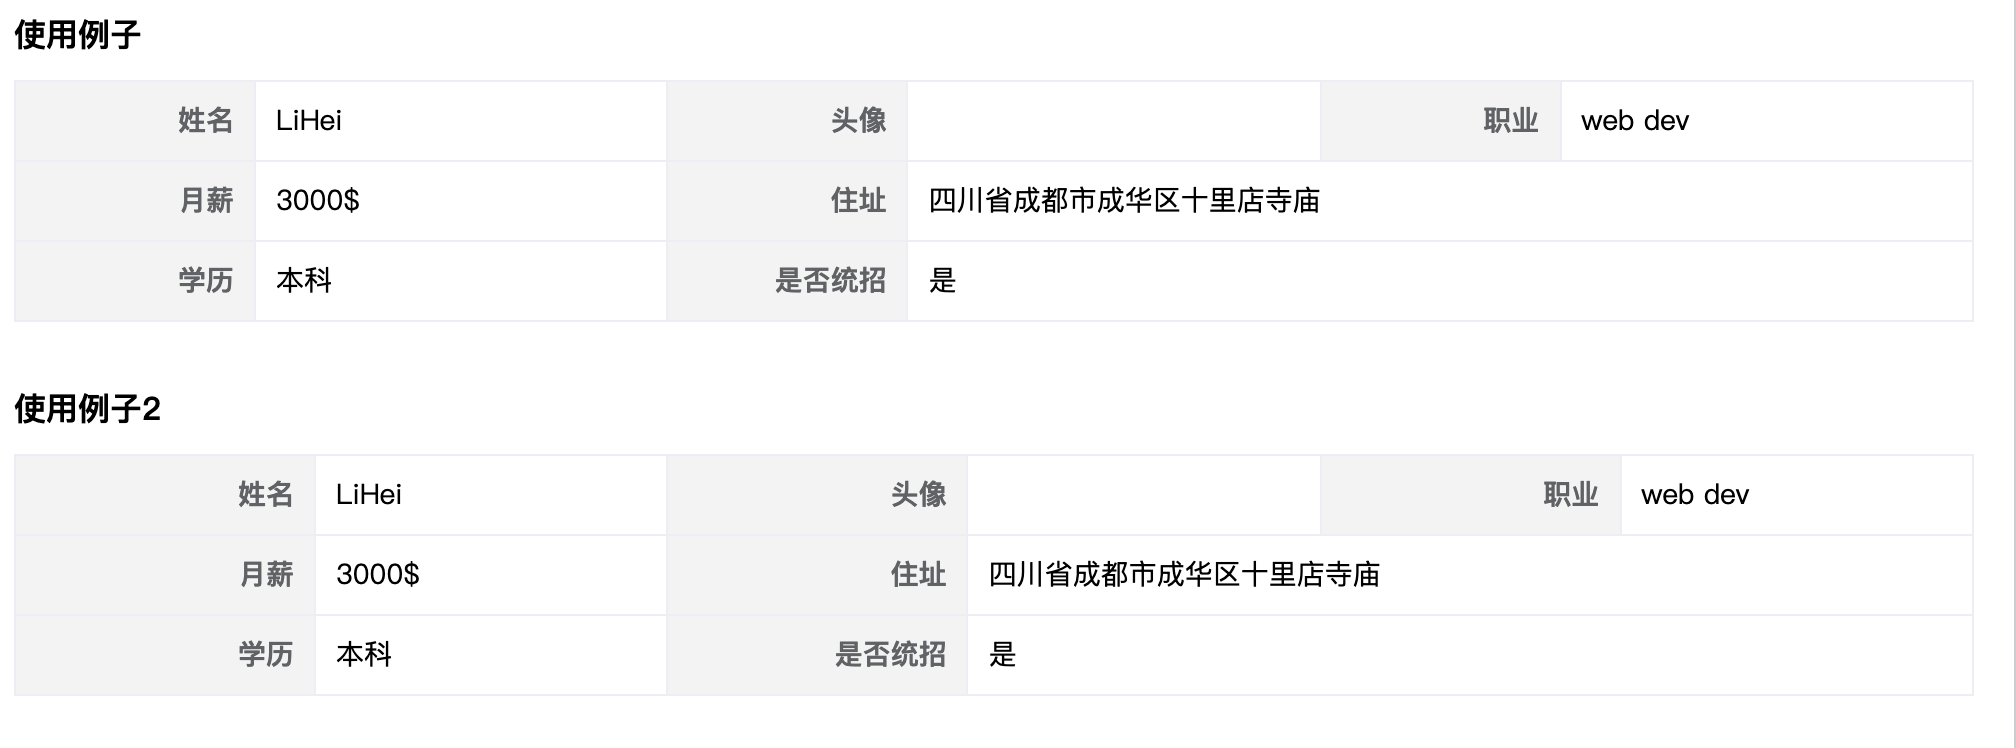 使用例子
姓名 LiHei 头像 职业 web dev
月薪 3000$ 住址 四川省成都市成华区十里店寺庙
学历 本科 是否统招 是
使用例子2
姓名 LiHei 头像 职业 web dev
月薪 3000$ 住址 四川省成都市成华区十里店寺庙
学历 本科 是否统招 是